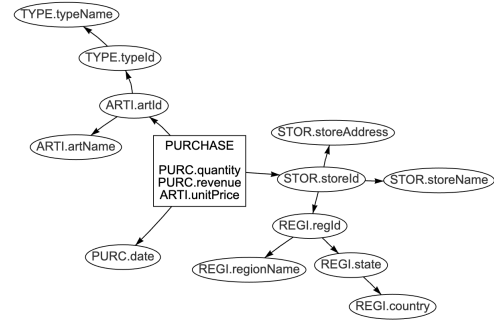 TYPE.typeName
TYPE.typeId
ARTI.artId
ARTI.artName
PURCHASE
PURC.quantity
PURC.revenue
ARTI.unitPrice
STOR.storeAddress
STOR.storeId
STOR.storeName
REGI.regId
PURC.date
REGI.regionName
REGI.state
REGI.country